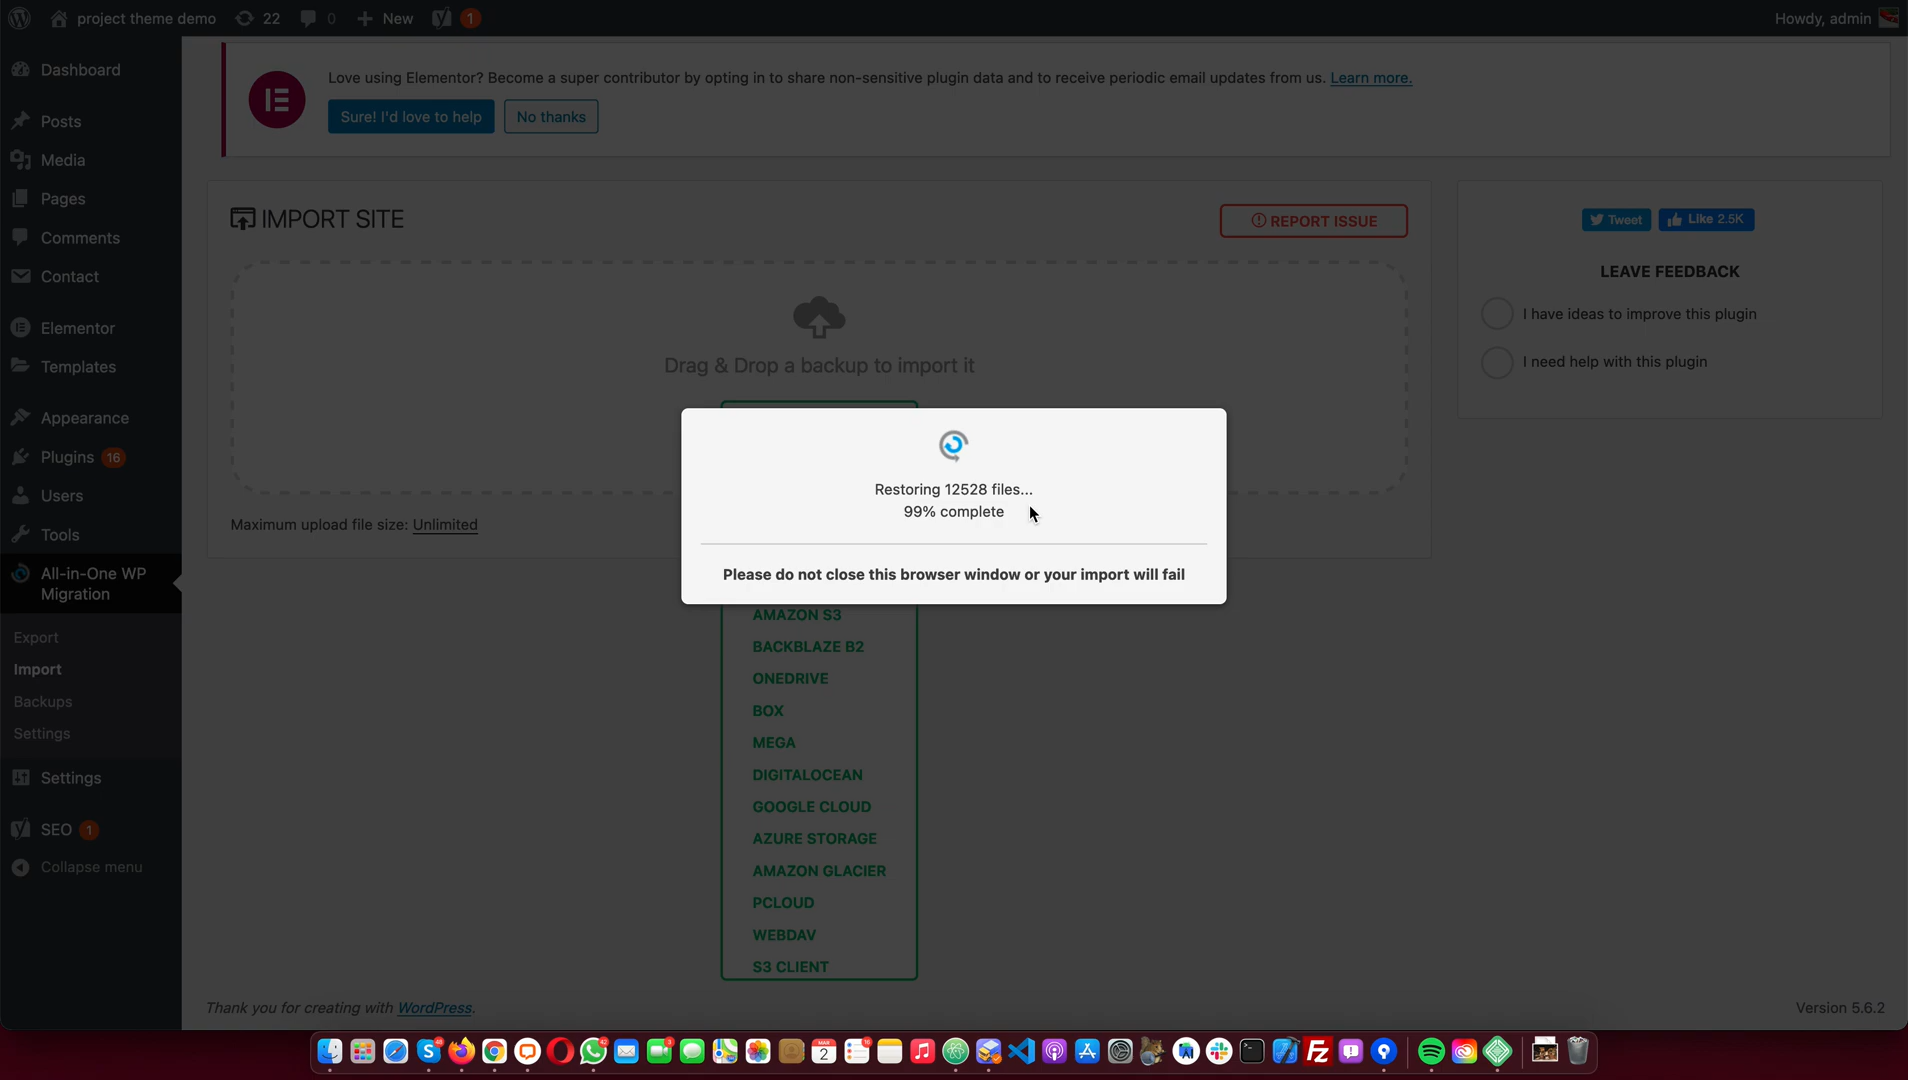 project theme demo 22 0 New 1
Howdy, admin
Dashboard
Posts
Media
Pages
Comments
Contact
Elementor
Templates
Appearance
Plugins 16
Users
Tools
All-in-One WP
Migration
Export
Import
Backups
Settings
Settings
SEO 1
Collapse menu
Love using Elementor? Become a super contributor by opting in to share non-sensitive plugin data and to receive periodic email updates from us. Learn more.
Sure! I'd love to help No thanks
IMPORT SITE
REPORT ISSUE
Drag & Drop a backup to import it
Maximum upload file size: Unlimited
Restoring 12528 files...
99% complete
Please do not close this browser window or your import will fail
AMAZON S3
BACKBLAZE B2
ONEDRIVE
BOX
MEGA
DIGITALOCEAN
GOOGLE CLOUD
AZURE STORAGE
AMAZON GLACIER
PCLOUD
WEBDAV
S3 CLIENT
Tweet Like 2.5K
LEAVE FEEDBACK
I have ideas to improve this plugin
I need help with this plugin
Thank you for creating with WordPress.
Version 5.6.2
MAR
2